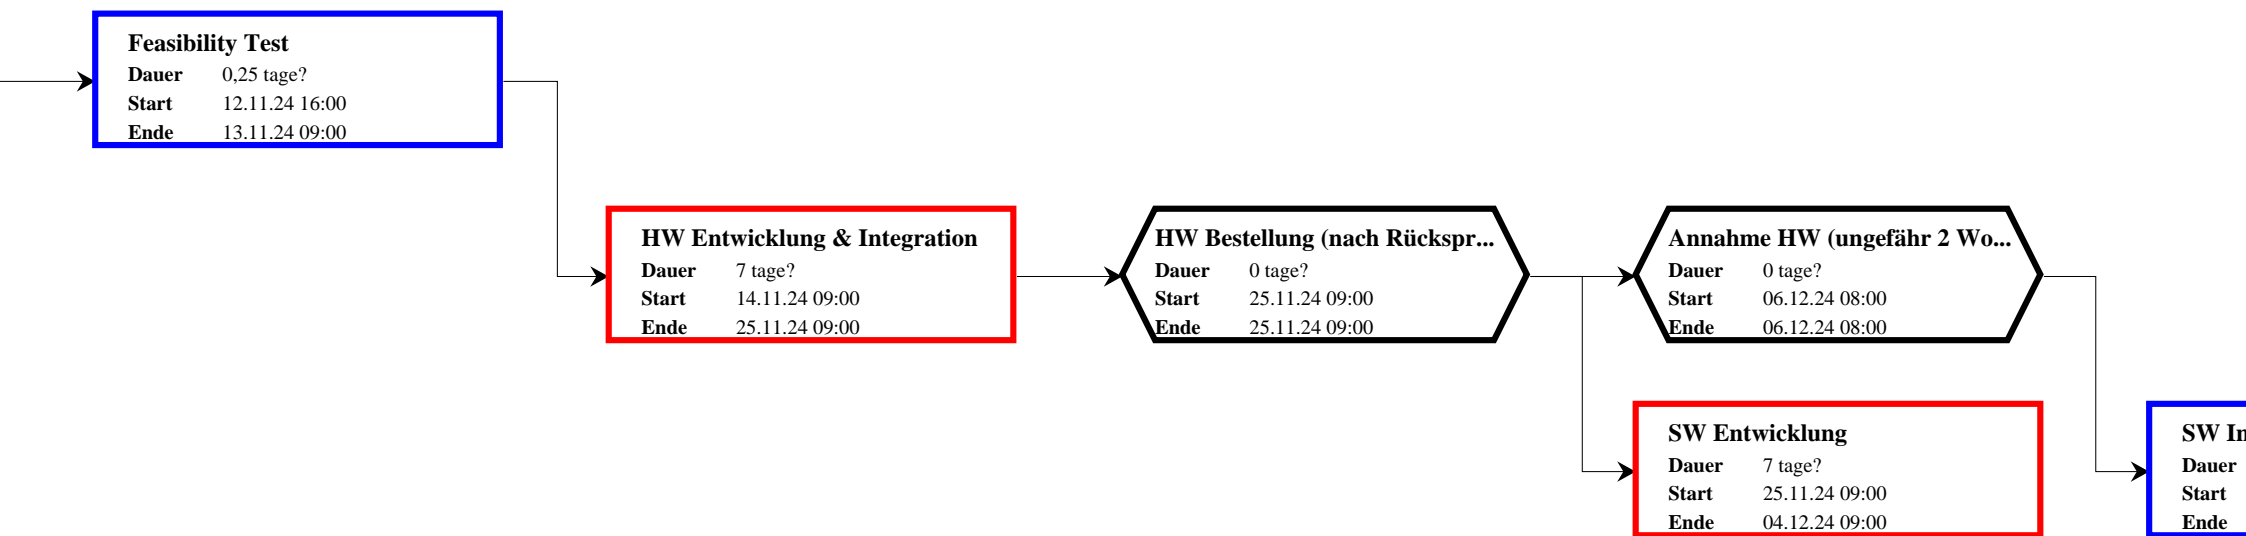 Feasibility Test
Dauer 0,25 tage?
Start 12.11.24 16:00
Ende 13.11.24 09:00
HW Entwicklung & Integration
Dauer 7 tage?
Start 14.11.24 09:00
Ende 25.11.24 09:00
HW Bestellung (nach Rückspr...
Dauer 0 tage?
Start 25.11.24 09:00
Ende 25.11.24 09:00
Annahme HW (ungefähr 2 Wo...
Dauer 0 tage?
Start 06.12.24 08:00
Ende 06.12.24 08:00
SW Entwicklung
Dauer 7 tage?
Start 25.11.24 09:00
Ende 04.12.24 09:00
SW
Dauer
Start
Ende